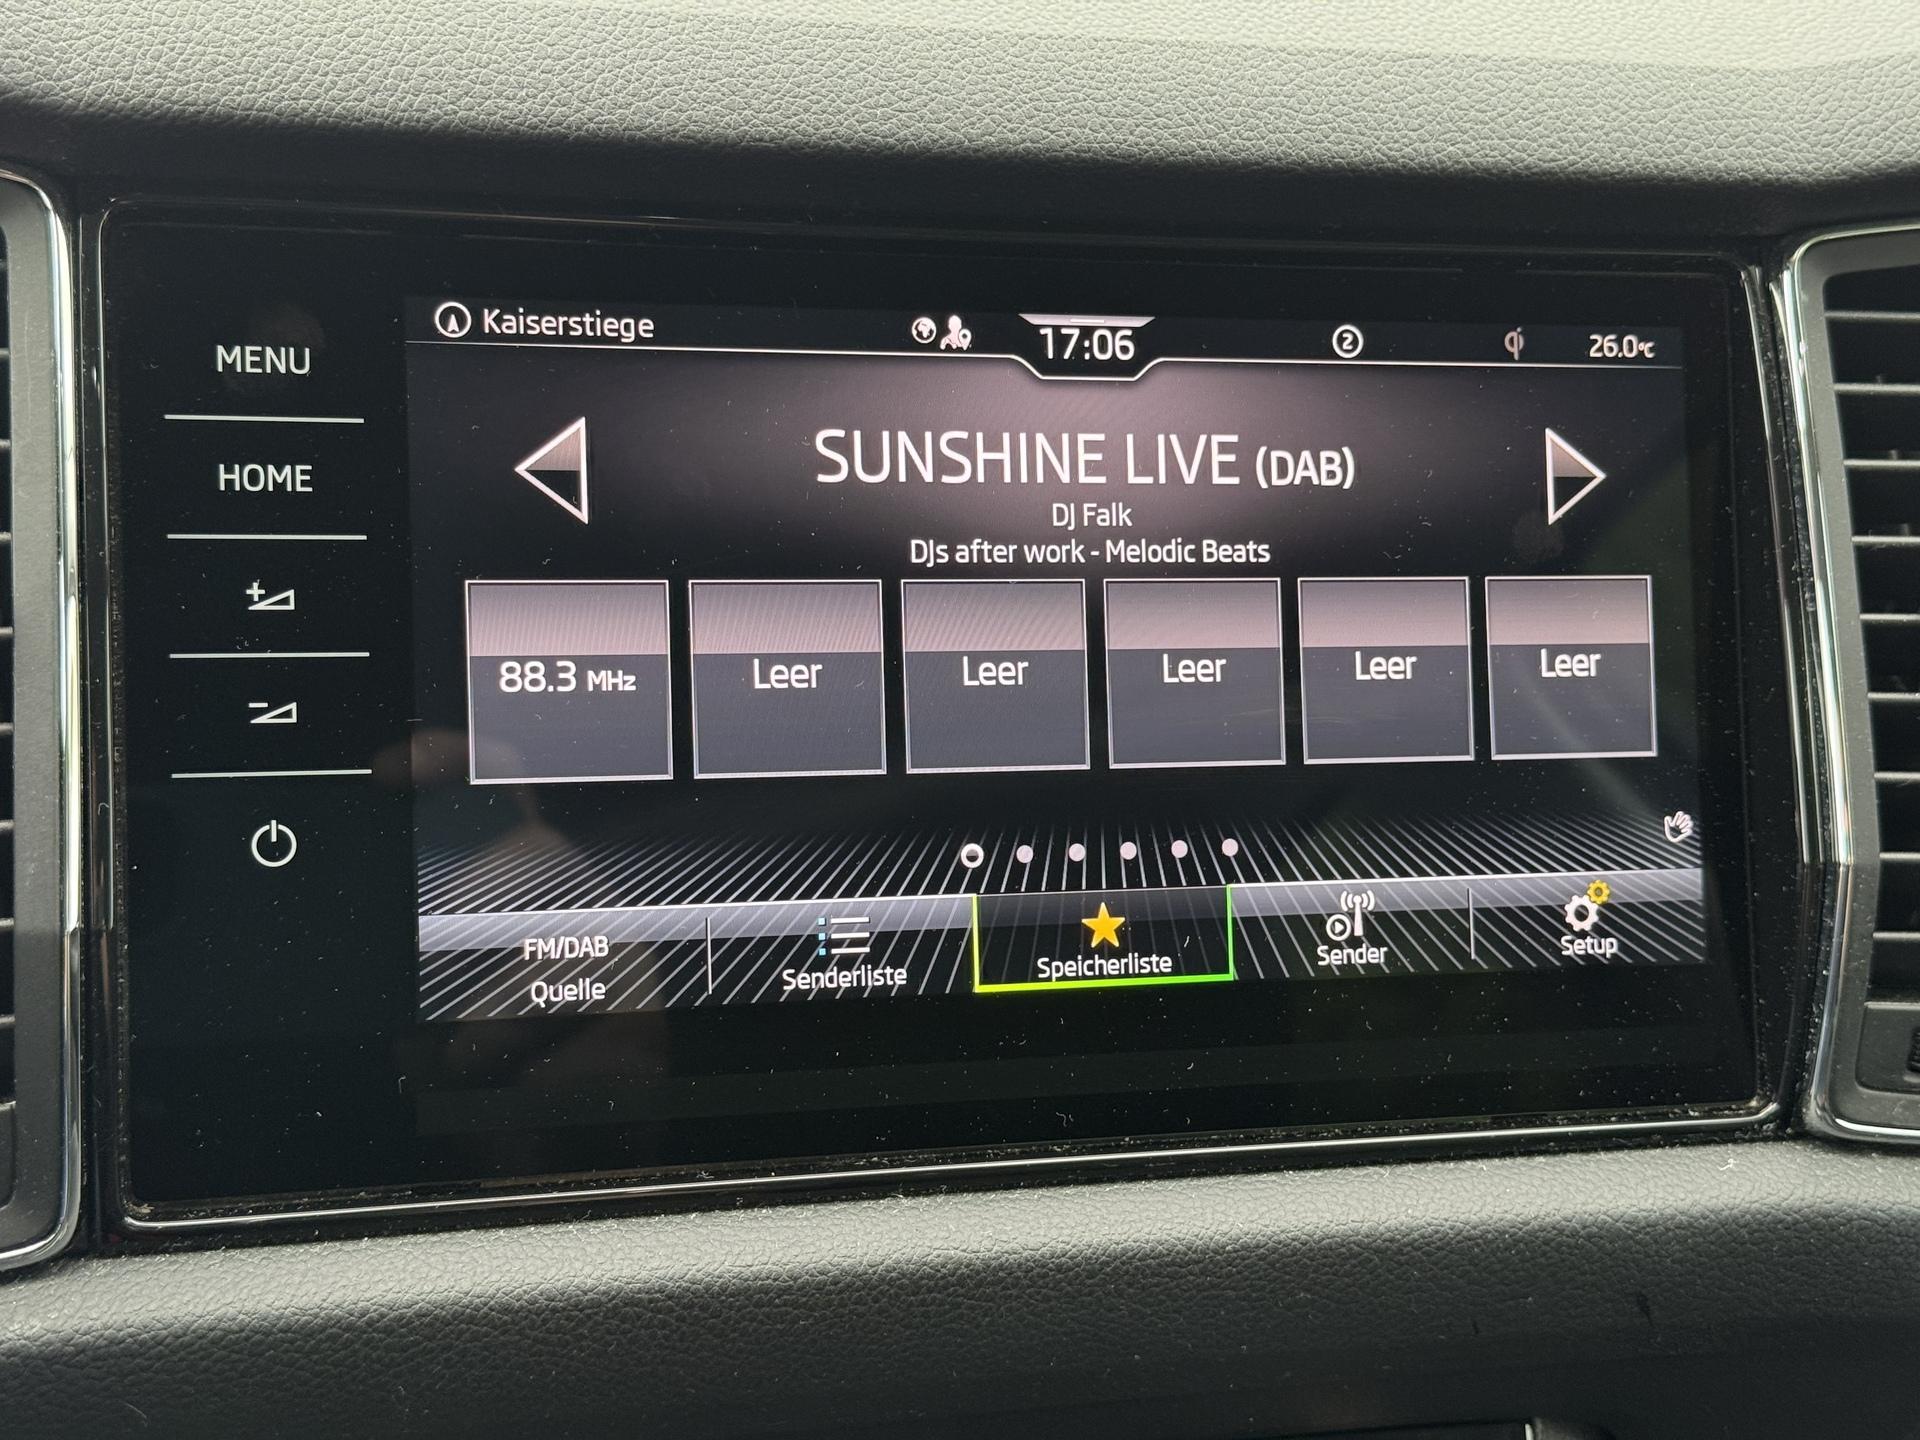 Kaiserstiege
17:06
2
26.0°C
MENU
HOME
SUNSHINE LIVE (DAB)
DJ Falk
DJs after work - Melodic Beats
88.3 MHz
Leer
Leer
Leer
Leer
Leer
FM/DAB
Quelle
Senderliste
Speicherliste
Sender
Setup